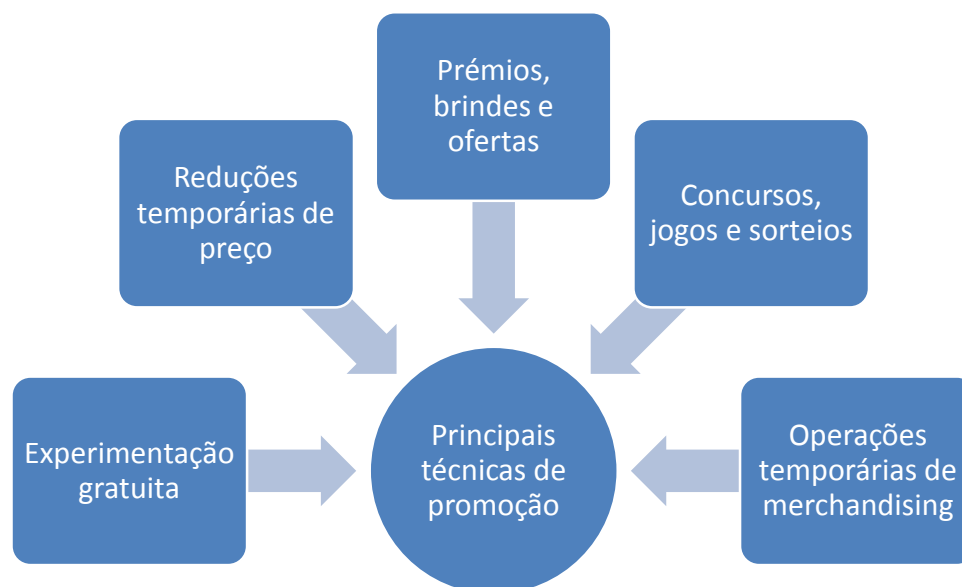 Prémios,
brindes e
ofertas
Reduções
temporárias de
preço
Concursos,
jogos e sorteios
Experimentação
gratuita
Principais
técnicas de
promoção
Operações
temporárias de
merchandising